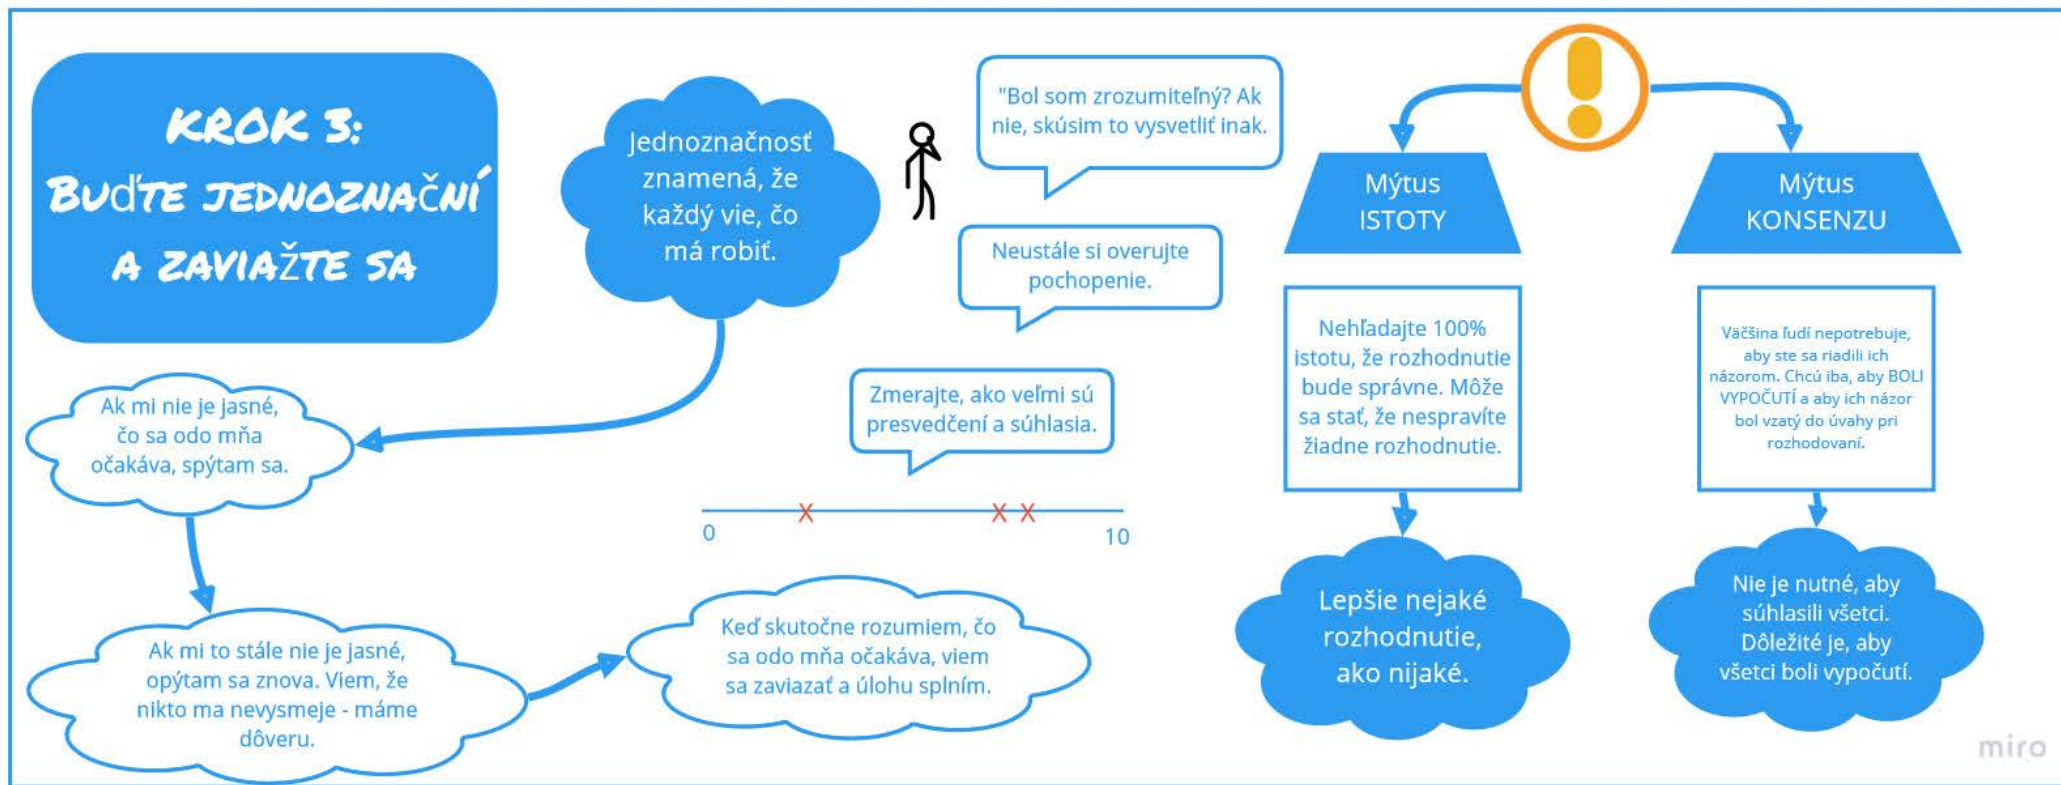 KROK 3:
BUĎTE JEDNOZNAČNÍ
A ZAVIAŽTE SA
Jednoznačnosť
znamená, že
každý vie, čo
má robiť.
"Bol som zrozumiteľný? Ak
nie, skúsim to vysvetliť inak.
Neustále si overujte
pochopenie.
Zmerajte, ako veľmi sú
presvedčení a súhlasia.
0
X
X X
10
Ak mi nie je jasné,
čo sa odo mňa
očakáva, spýtam sa.
Ak mi to stále nie je jasné,
opýtam sa znova. Viem, že
nikto ma nevysmeje - máme
dôveru.
Keď skutočne rozumiem, čo
sa odo mňa očakáva, viem
sa zaviazať a úlohu splním.
Mýtus
ISTOTY
Nehľadajte 100%
istotu, že rozhodnutie
bude správne. Môže
sa stať, že nespravíte
žiadne rozhodnutie.
Lepšie nejaké
rozhodnutie,
ako nijaké.
Mýtus
KONSENZU
Väčšina ľudí nepotrebuje,
aby ste sa riadili ich
názorom. Chcú iba, aby BOLI
VYPOČUTÍ a aby ich názor
bol vzatý do úvahy pri
rozhodovaní.
Nie je nutné, aby
súhlasili všetci.
Dôležité je, aby
všetci boli vypočutí.
miro